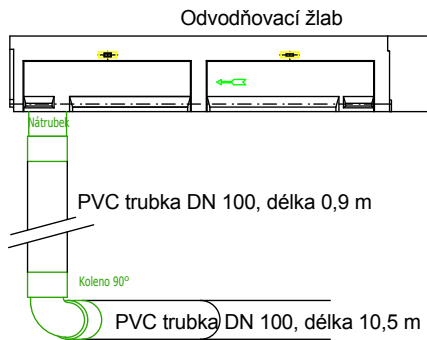 Odvodňovací žlab
Nátrubek
PVC trubka DN 100, délka 0,9 m
Koleno 90°
PVC trubka DN 100, délka 10,5 m